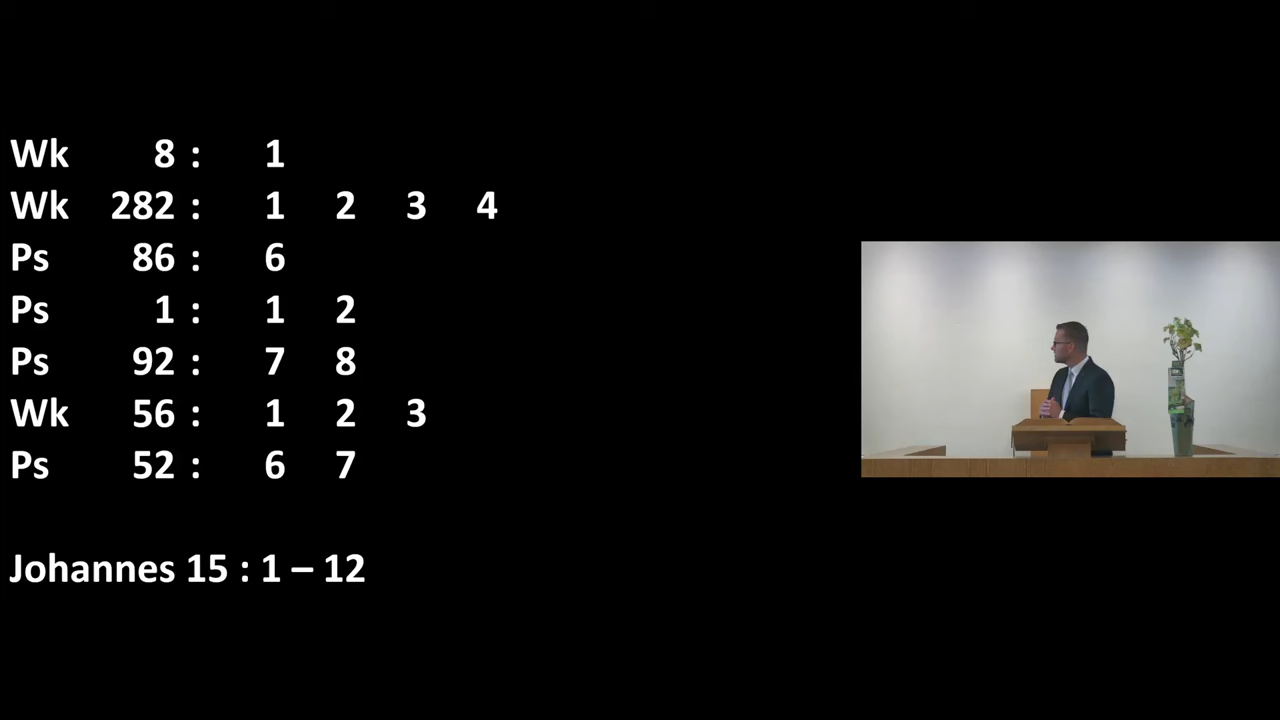 Wk 8 : 1
Wk 282 : 1 2 3 4
Ps 86 : 6
Ps 1 : 1 2
Ps 92 : 7 8
Wk 56 : 1 2 3
Ps 52 : 6 7
Johannes 15 : 1 – 12